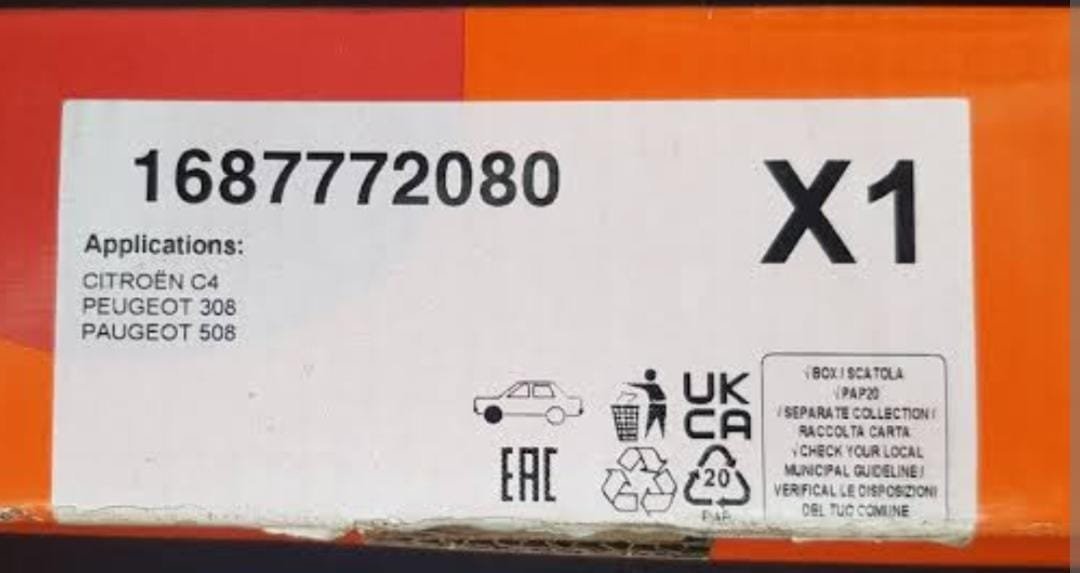 1687772080
X1
Applications:
CITROËN C4
PEUGEOT 308
PAUGEOT 508
UK
CA
EAC
20
PAP
√BOX / SCATOLA
√PAP20
/ SEPARATE COLLECTION /
RACCOLTA CARTA
√CHECK YOUR LOCAL
MUNICIPAL GUIDELINE /
VERIFICAL LE DISPOSIZIONI
DEL TUO COMUNE